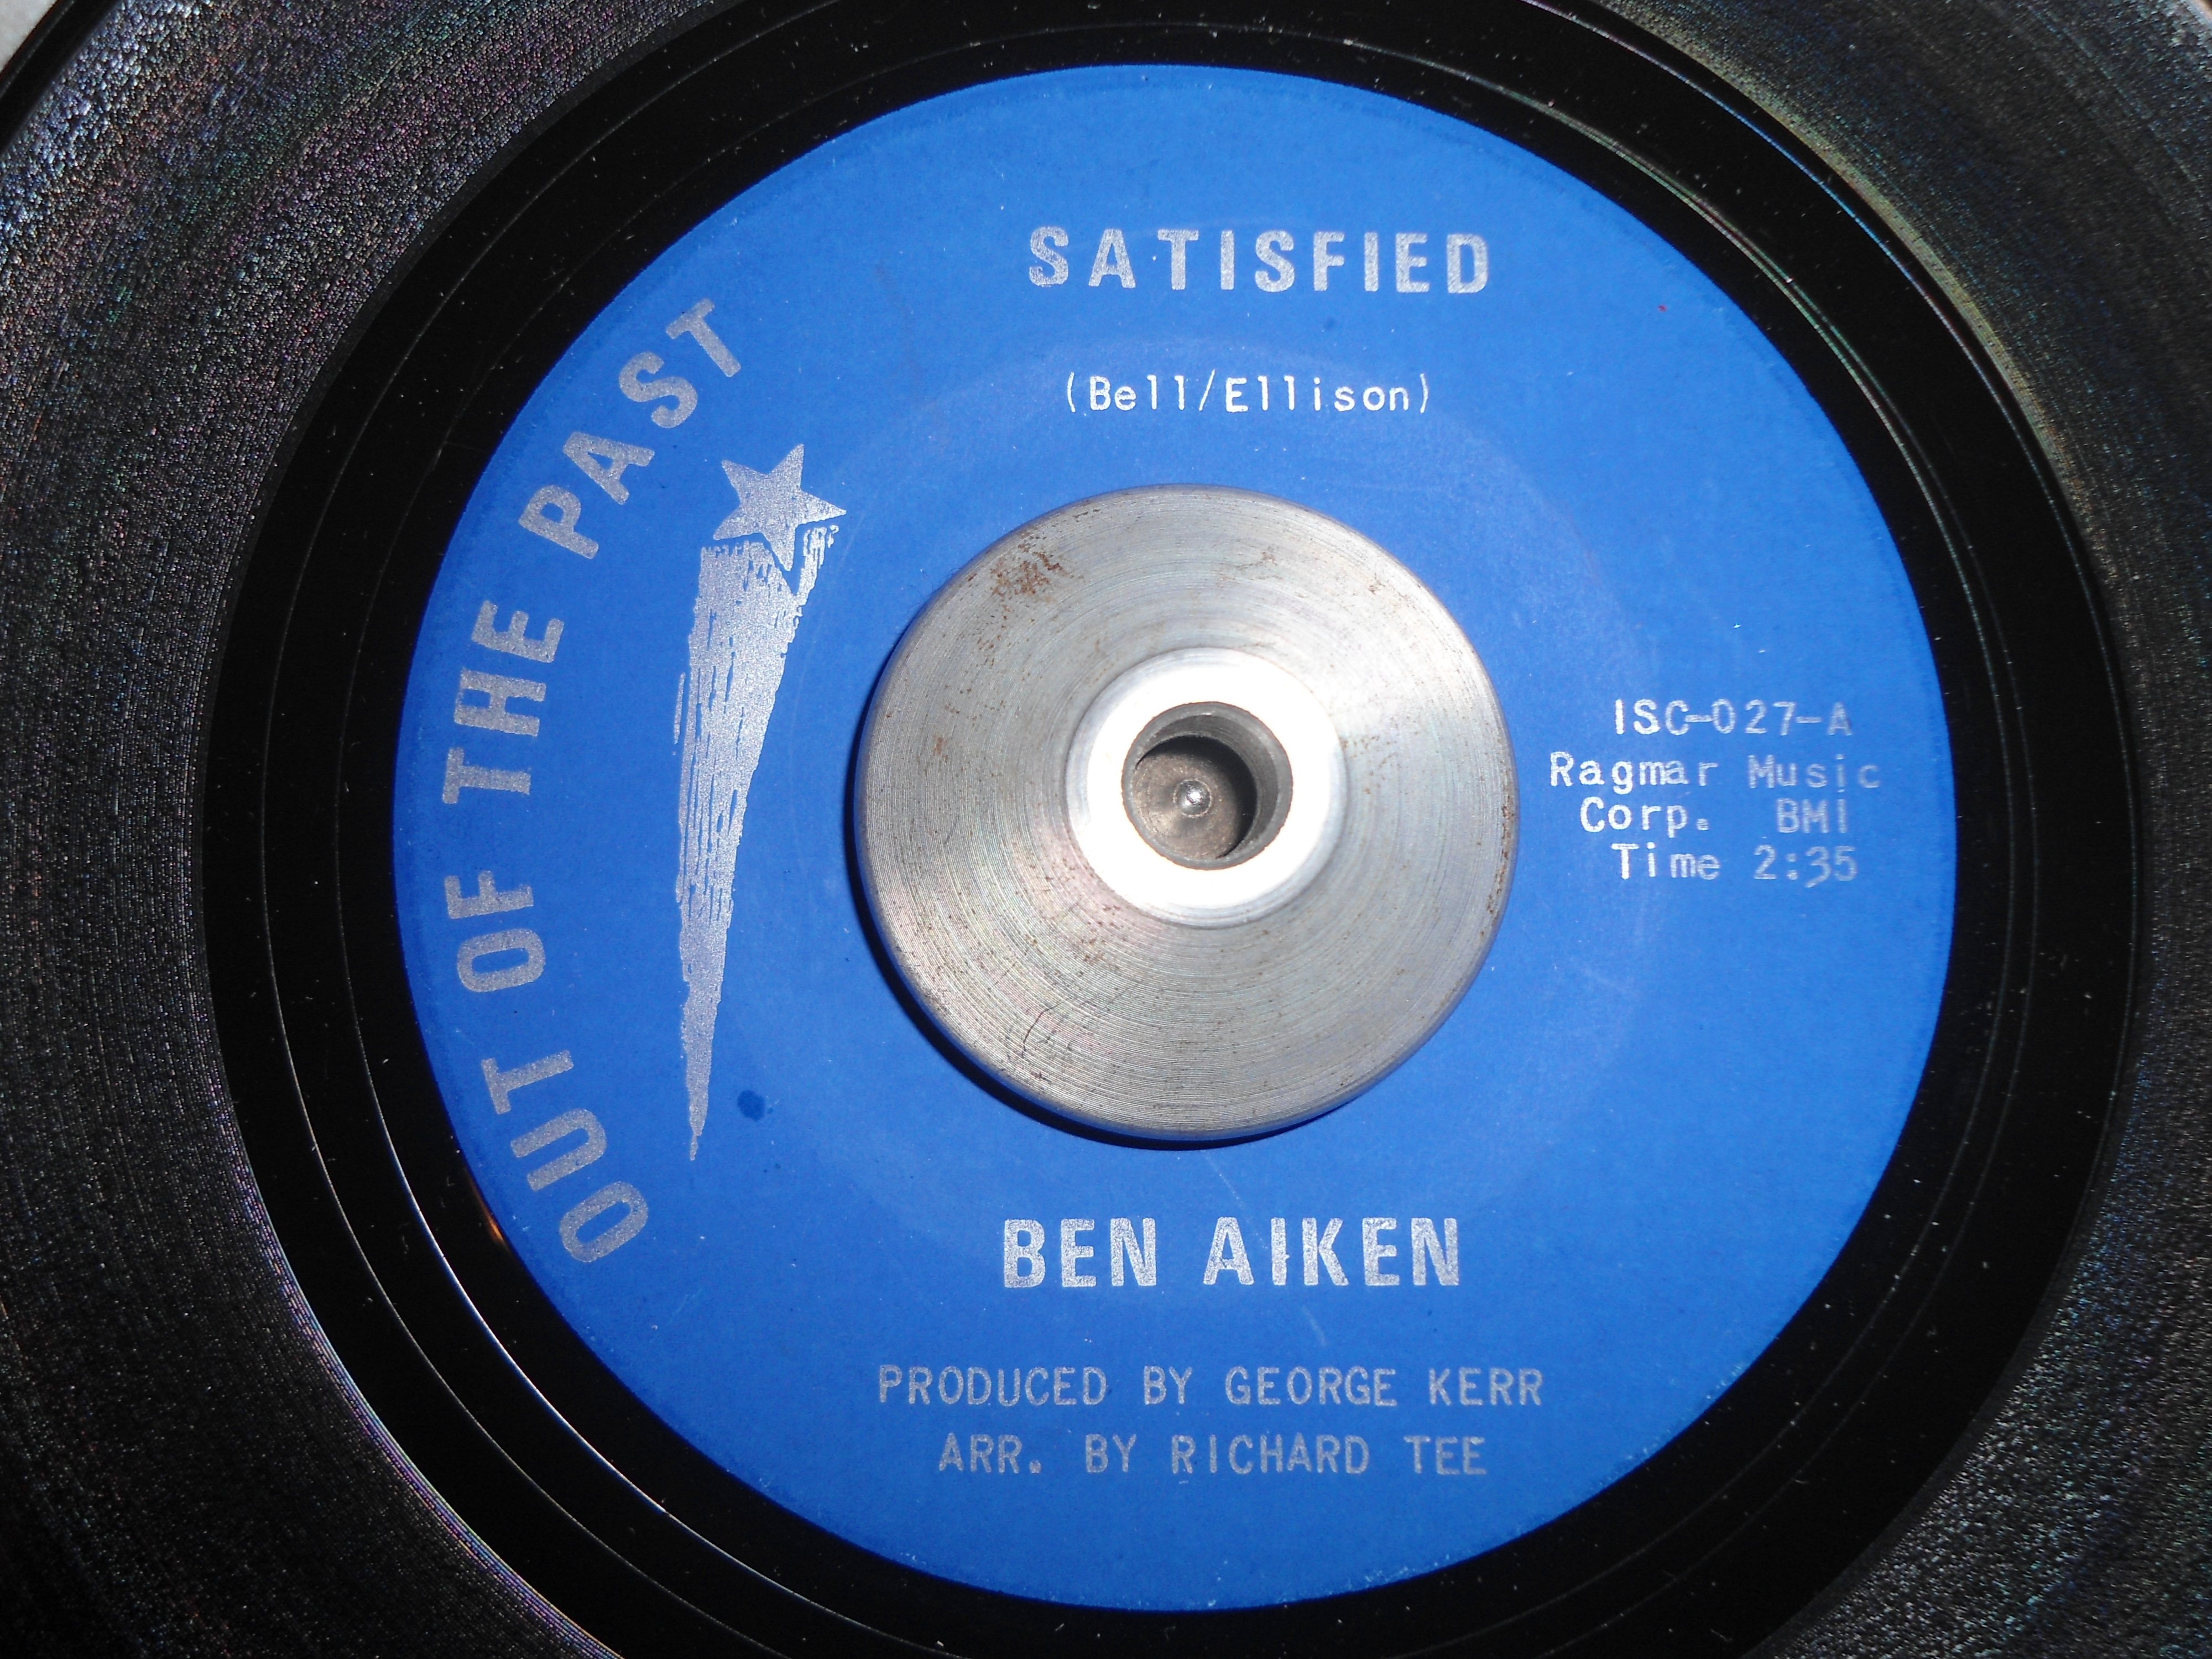 SATISFIED
(Bell/Ellison)
OUT OF THE PAST
ISC-027-A
Ragmar Music
Corp. BMI
Time 2:35
BEN AIKEN
PRODUCED BY GEORGE KERR
ARR. BY RICHARD TEE